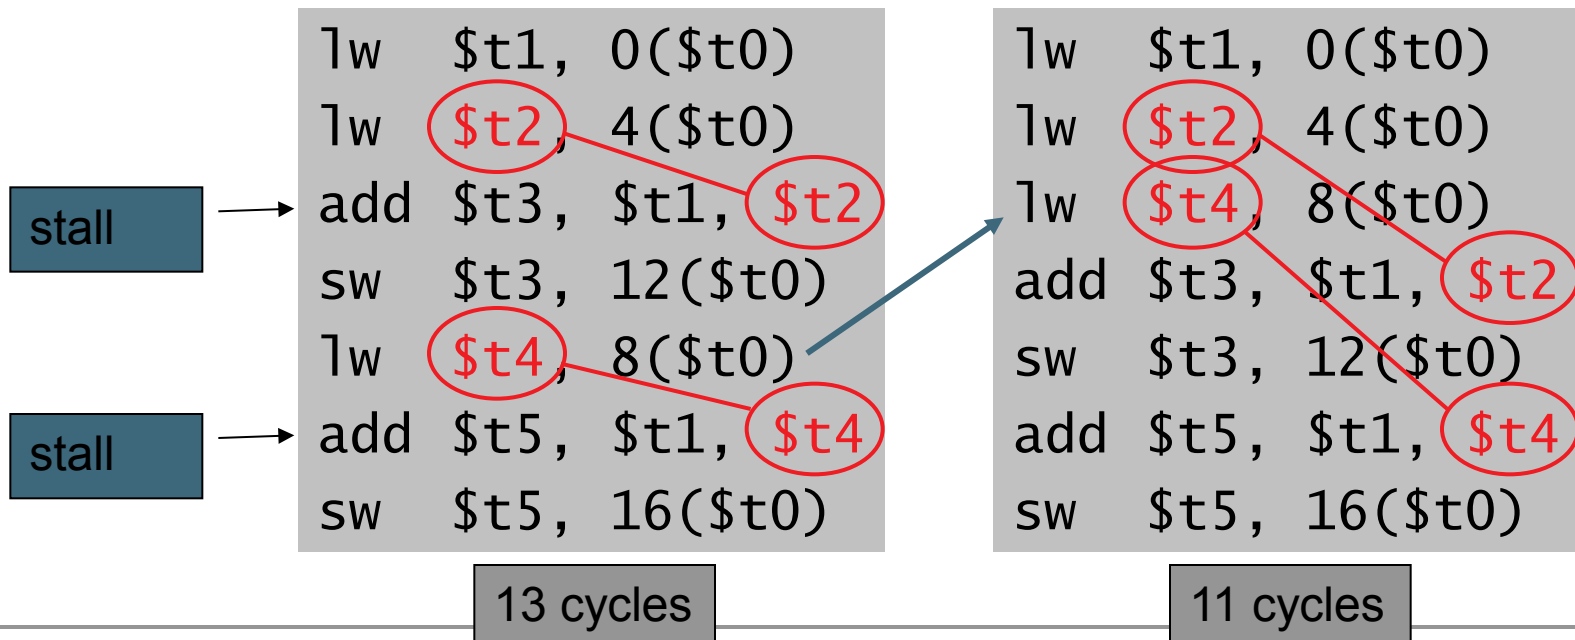 lw $t1, 0($t0)
lw $t2, 4($t0)
stall
add $t3, $t1, $t2
sw $t3, 12($t0)
lw $t4, 8($t0)
stall
add $t5, $t1, $t4
sw $t5, 16($t0)
13 cycles
lw $t1, 0($t0)
lw $t2, 4($t0)
lw $t4, 8($t0)
add $t3, $t1, $t2
sw $t3, 12($t0)
add $t5, $t1, $t4
sw $t5, 16($t0)
11 cycles